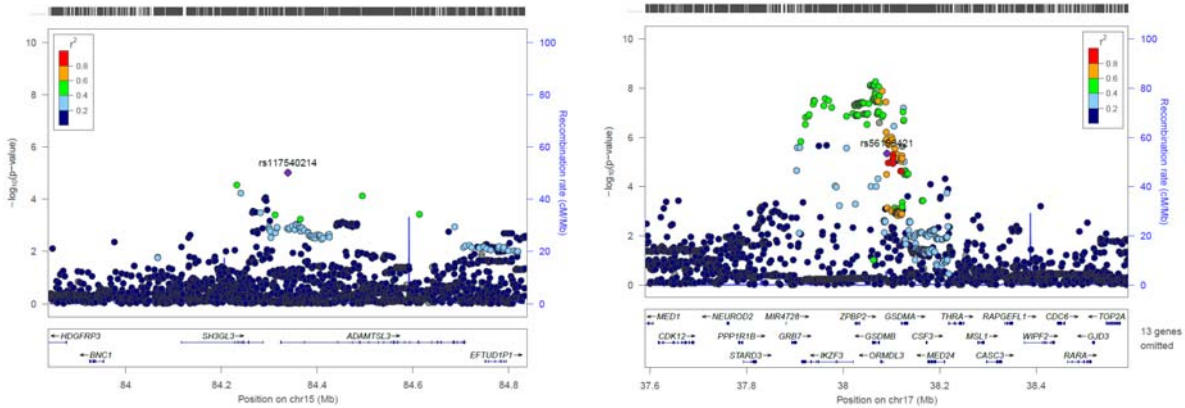 10
8
6
4
2
0
−log10(p−value)
r2
0.8
0.6
0.4
0.2
rs117540214
100
80
60
40
20
0
Recombination rate (cM/Mb)
HDGFRP3
SH3GL3
ADAMTSL3
BNC1
EFTUD1P1
84
84.2
84.4
84.6
84.8
Position on chr15 (Mb)
10
8
6
4
2
0
−log10(p−value)
r2
0.8
0.6
0.4
0.2
100
80
60
40
20
0
Recombination rate (cM/Mb)
MED1 NEUROD2 MIR4728 ZPBP2 GSDMA THRA RAPGEFL1 CDC6 TOP2A
CDK12 PPP1R1B GRB7 GSDMB CSF3 MSL1 WIPF2 GJD3
STARD3 IKZF3 ORMDL3 MED24 CASC3 RARA
13 genes
omitted
37.6
37.8
38
38.2
38.4
Position on chr17 (Mb)